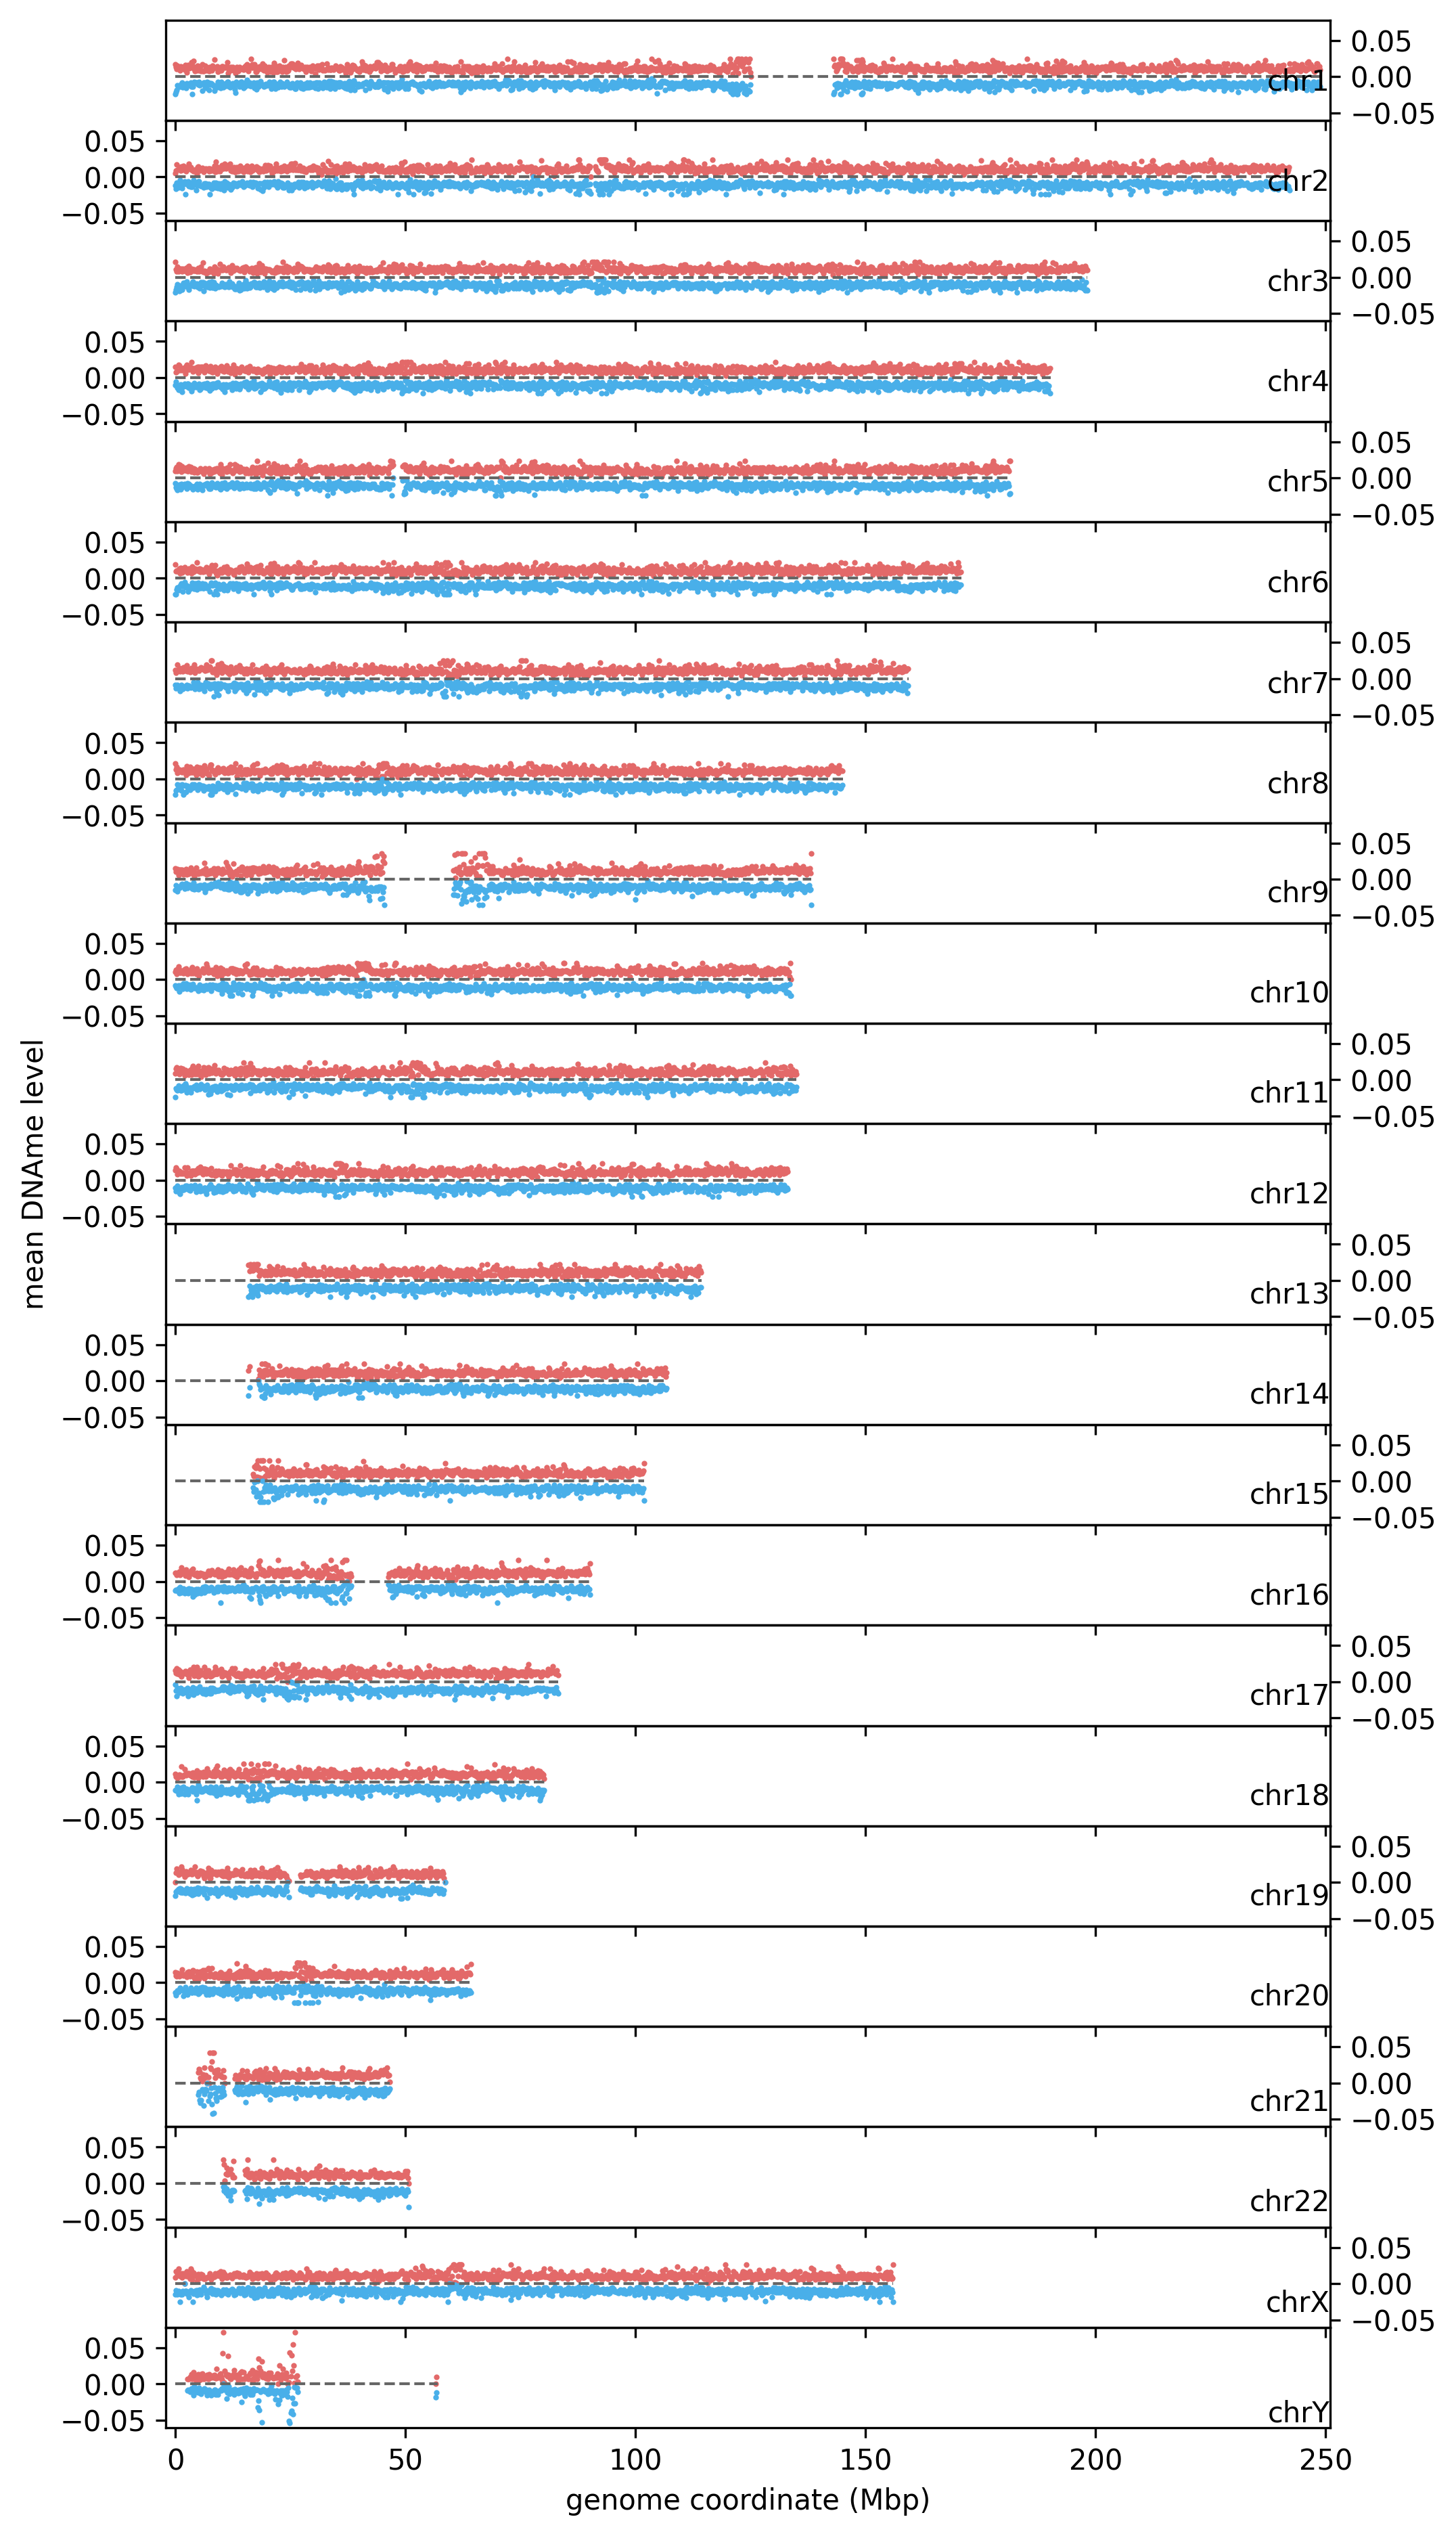 0.05
0.00
−0.05
chr1
0.05
0.00
−0.05
chr2
0.05
0.00
−0.05
chr3
0.05
0.00
−0.05
chr4
0.05
0.00
−0.05
chr5
0.05
0.00
−0.05
chr6
0.05
0.00
−0.05
chr7
0.05
0.00
−0.05
chr8
0.05
0.00
−0.05
chr9
0.05
0.00
−0.05
chr10
0.05
0.00
−0.05
chr11
0.05
0.00
−0.05
chr12
mean DNAme level
0.05
0.00
−0.05
chr13
0.05
0.00
−0.05
chr14
0.05
0.00
−0.05
chr15
0.05
0.00
−0.05
chr16
0.05
0.00
−0.05
chr17
0.05
0.00
−0.05
chr18
0.05
0.00
−0.05
chr19
0.05
0.00
−0.05
chr20
0.05
0.00
−0.05
chr21
0.05
0.00
−0.05
chr22
0.05
0.00
−0.05
chrX
0.05
0.00
−0.05
chrY
0 50 100 150 200 250
genome coordinate (Mbp)